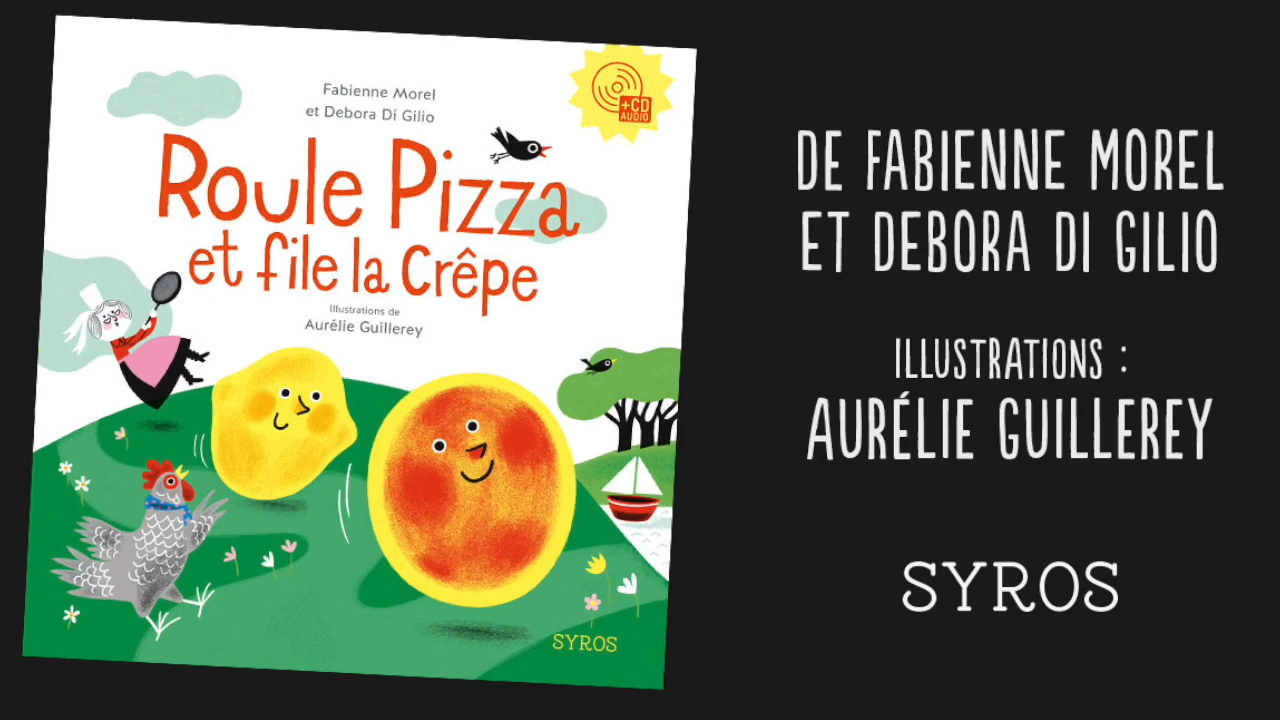 Fabienne Morel
et Debora Di Gilio
+CD
AUDIO
Roule Pizza
et file la Crêpe
Illustrations de
Aurélie Guillerey
SYROS
DE FABIENNE MOREL
ET DEBORA DI GILIO
ILLUSTRATIONS :
AURÉLIE GUILLEREY
SYROS